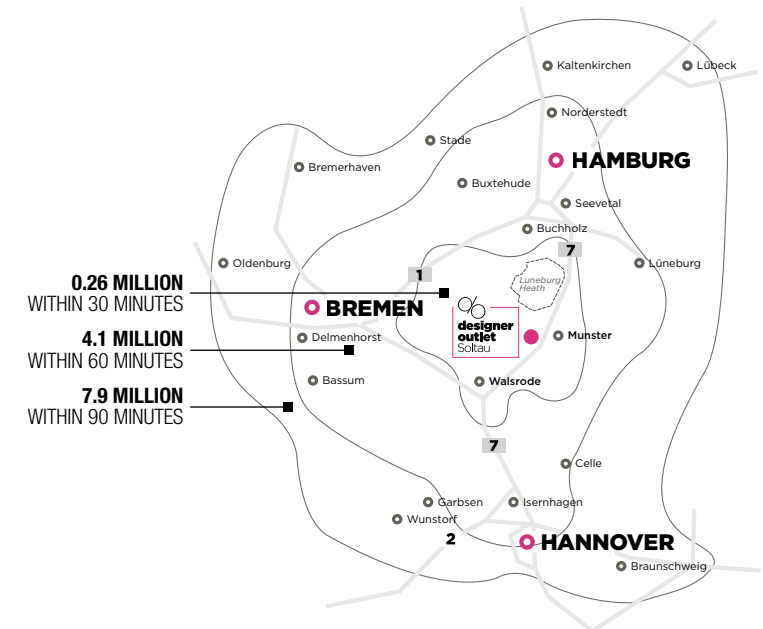 Kaltenkirchen
Lübeck
Norderstedt
Stade
HAMBURG
Bremerhaven
Buxtehude
Seevetal
Buchholz
7
Oldenburg
Lüneburg
1
Luneburg
Heath
0.26 MILLION
WITHIN 30 MINUTES
BREMEN
designer
outlet
Soltau
Munster
4.1 MILLION
WITHIN 60 MINUTES
Delmenhorst
Bassum
Walsrode
7.9 MILLION
WITHIN 90 MINUTES
7
Celle
Garbsen
Isernhagen
Wunstorf
2
HANNOVER
Braunschweig